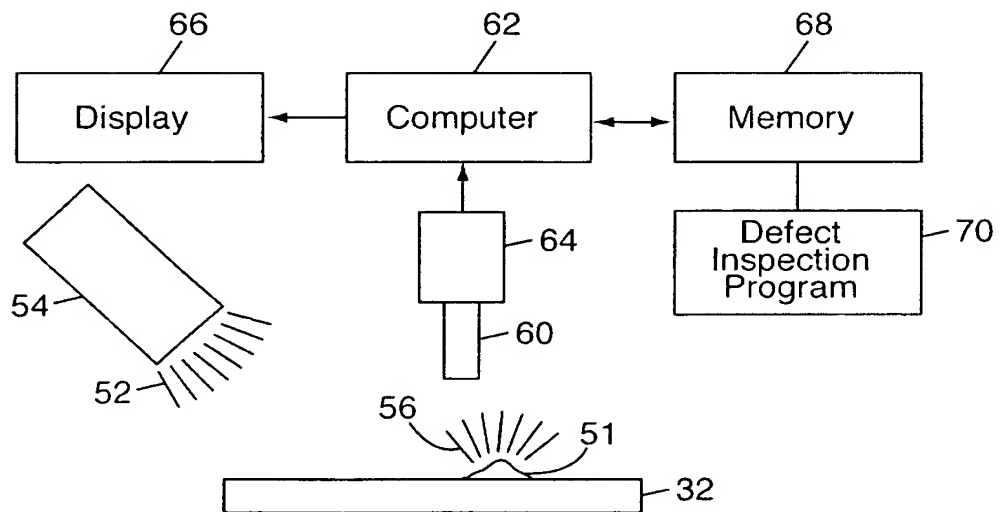 66
62
68
Display
Computer
Memory
64
Defect
Inspection
Program
70
54
60
52
56
51
32